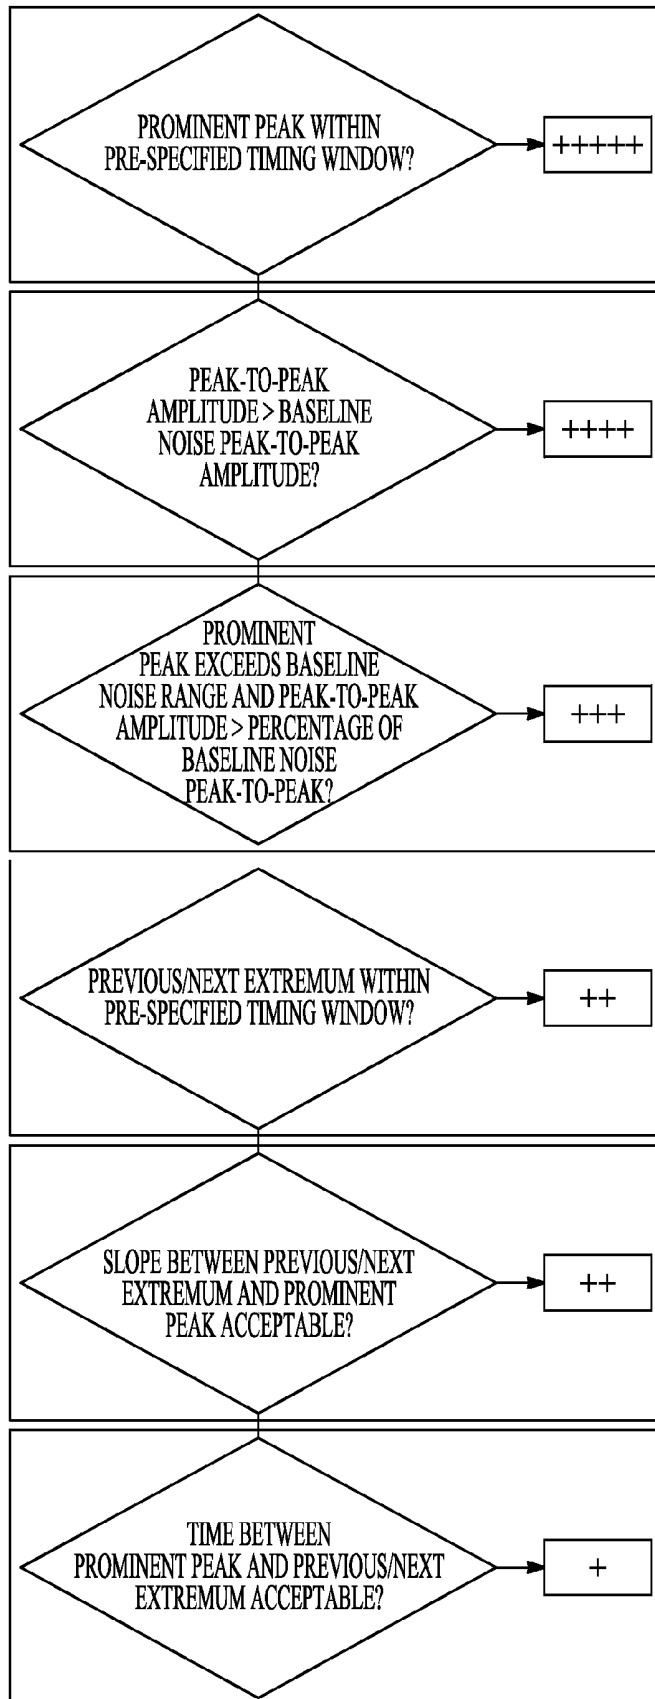 PROMINENT PEAK WITHIN
PRE-SPECIFIED TIMING WINDOW?
+++++
PEAK-TO-PEAK
AMPLITUDE > BASELINE
NOISE PEAK-TO-PEAK
AMPLITUDE?
++++
PROMINENT
PEAK EXCEEDS BASELINE
NOISE RANGE AND PEAK-TO-PEAK
AMPLITUDE > PERCENTAGE OF
BASELINE NOISE
PEAK-TO-PEAK?
+++
PREVIOUS/NEXT EXTREMUM WITHIN
PRE-SPECIFIED TIMING WINDOW?
++
SLOPE BETWEEN PREVIOUS/NEXT
EXTREMUM AND PROMINENT
PEAK ACCEPTABLE?
++
TIME BETWEEN
PROMINENT PEAK AND PREVIOUS/NEXT
EXTREMUM ACCEPTABLE?
+